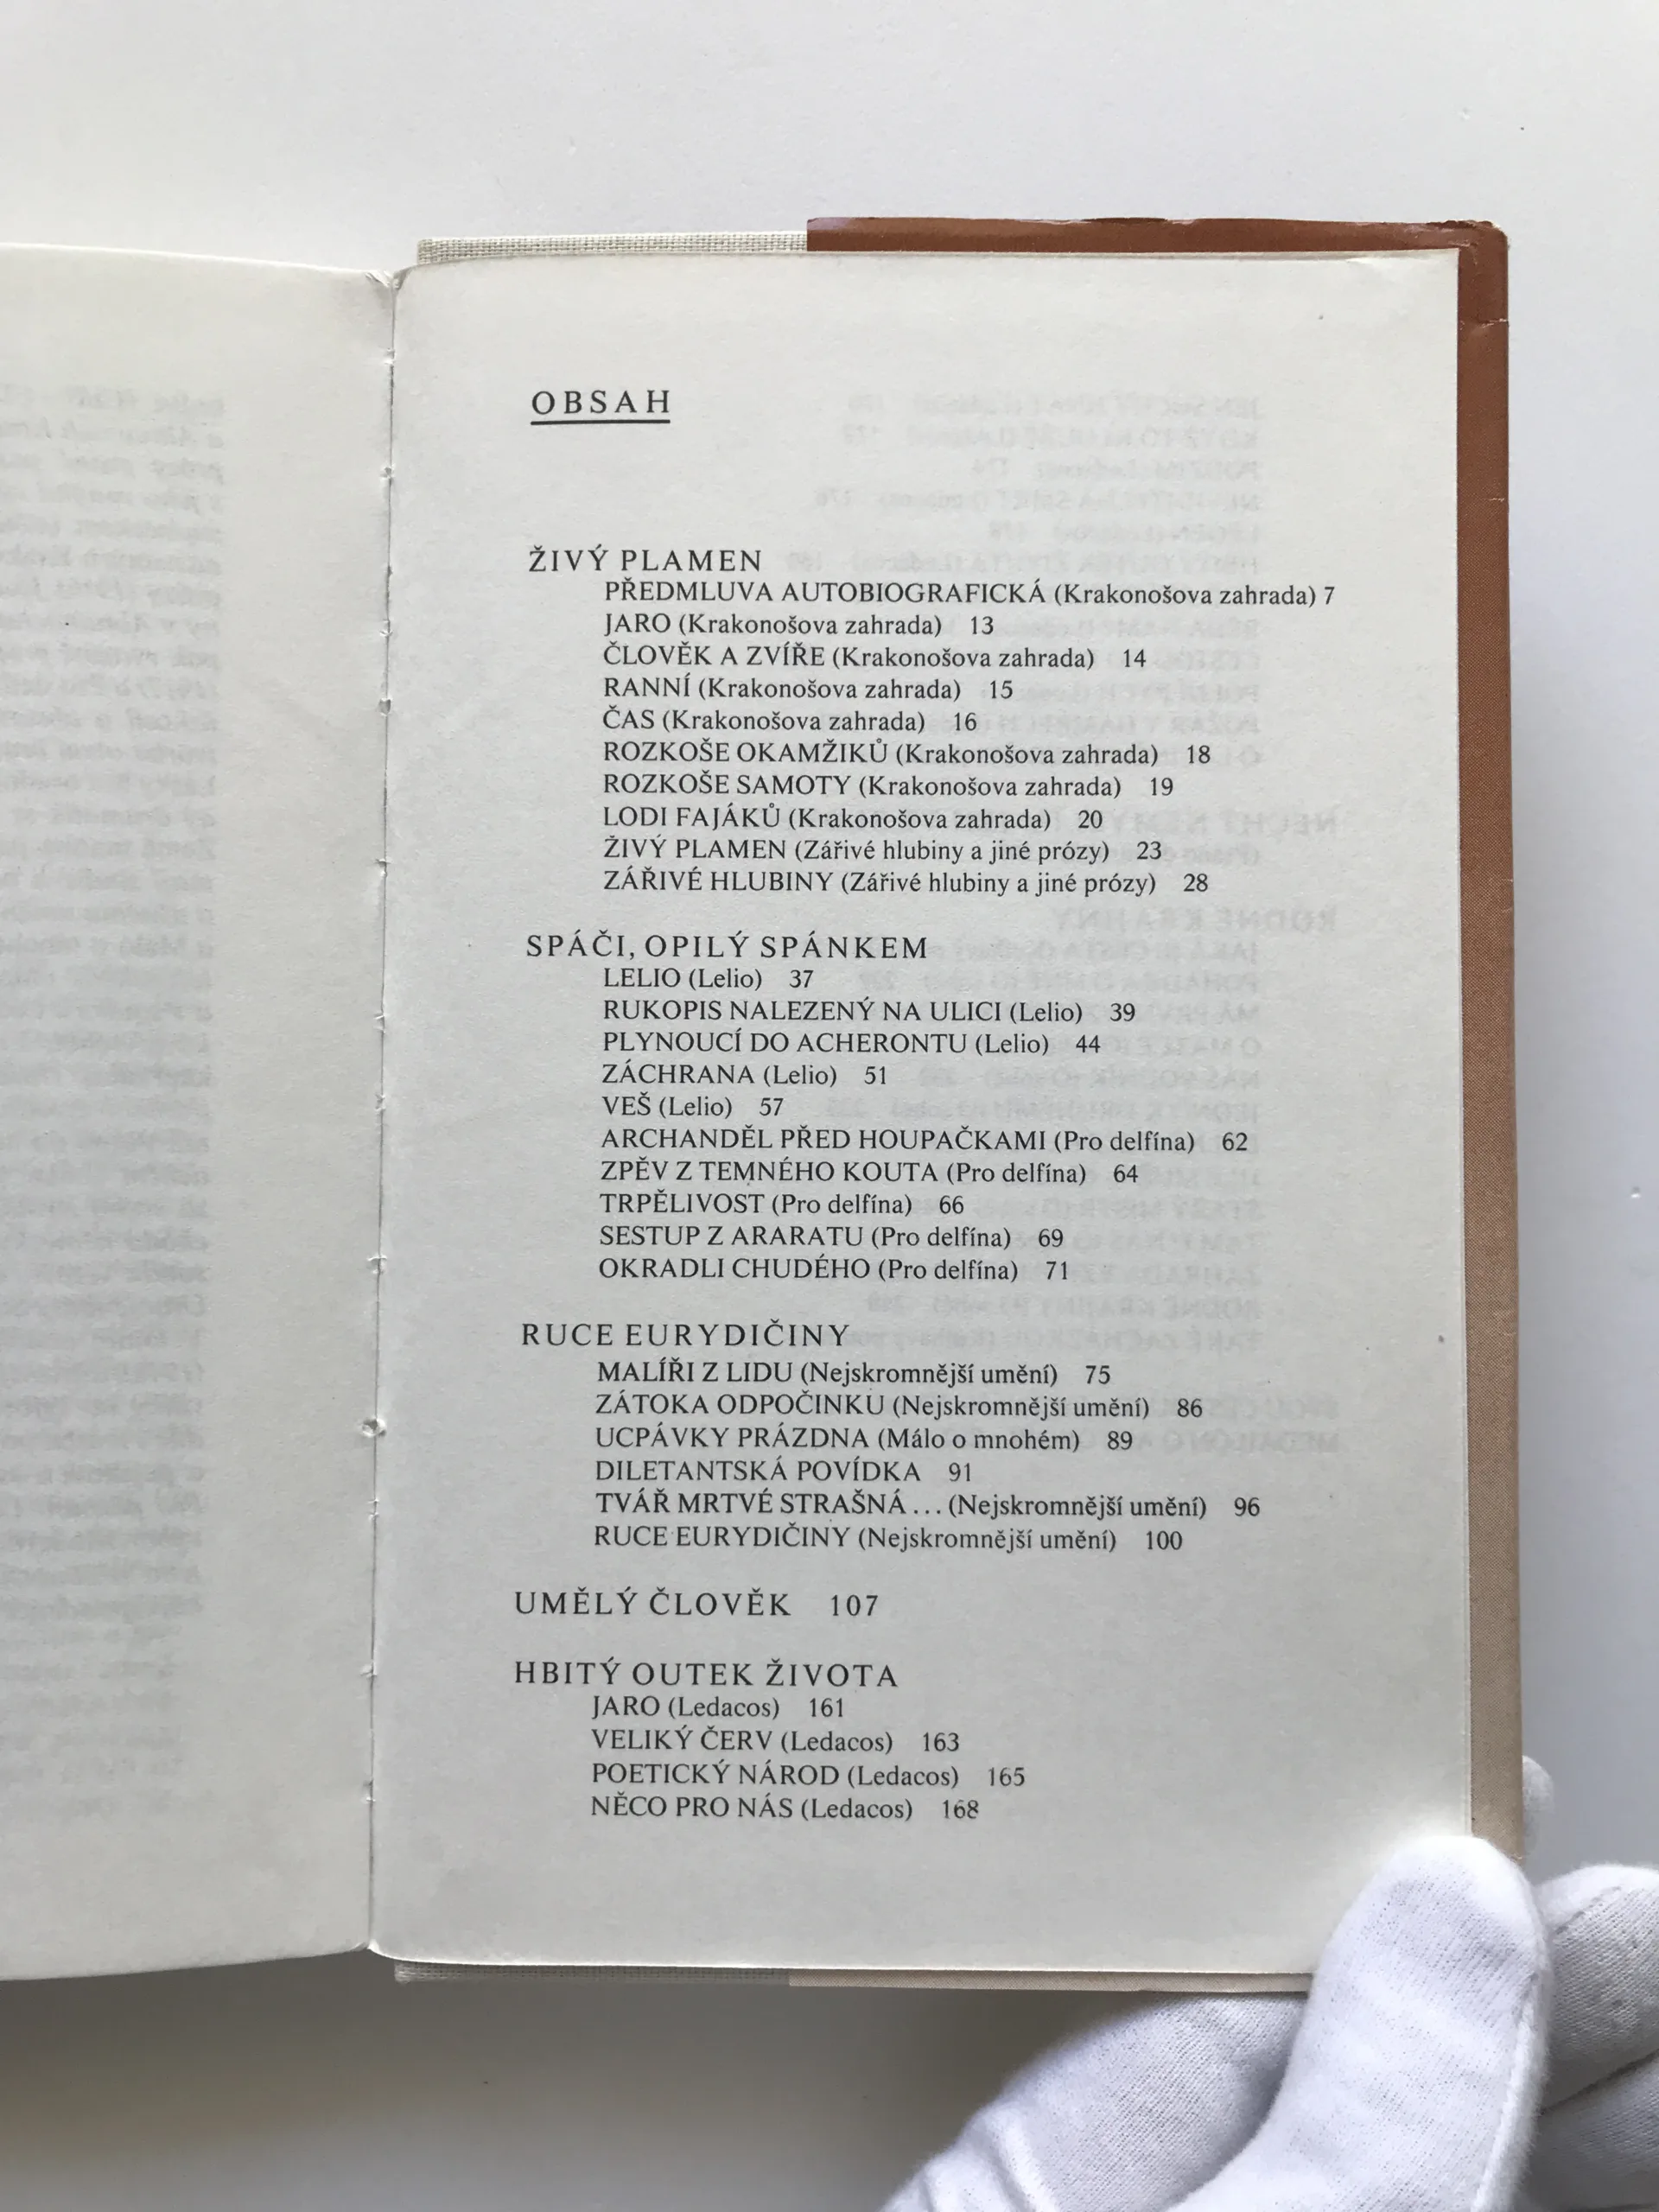 OBSAH
ŽIVÝ PLAMEN
PŘEDMLUVA AUTOBIOGRAFICKÁ (Krakonošova zahrada) 7
JARO (Krakonošova zahrada) 13
ČLOVĚK A ZVÍŘE (Krakonošova zahrada) 14
RANNÍ (Krakonošova zahrada) 15
ČAS (Krakonošova zahrada) 16
ROZKOŠE OKAMŽIKŮ (Krakonošova zahrada) 18
ROZKOŠE SAMOTY (Krakonošova zahrada) 19
LODI FAJÁKŮ (Krakonošova zahrada) 20
ŽIVÝ PLAMEN (Zářivé hlubiny a jiné prózy) 23
ZÁŘIVÉ HLUBINY (Zářivé hlubiny a jiné prózy) 28
SPÁČI, OPILÝ SPÁNKEM
LELIO (Lelio) 37
RUKOPIS NALEZENÝ NA ULICI (Lelio) 39
PLYNOUCÍ DO ACHERONTU (Lelio) 44
ZÁCHRANA (Lelio) 51
VEŠ (Lelio) 57
ARCHANDĚL PŘED HOUPAČKAMI (Pro delfína) 62
ZPĚV Z TEMNÉHO KOUTA (Pro delfína) 64
TRPĚLIVOST (Pro delfína) 66
SESTUP Z ARARATU (Pro delfína) 69
OKRADLI CHUDÉHO (Pro delfína) 71
RUCE EURYDIČINY
MALÍŘI Z LIDU (Nejskromnější umění) 75
ZÁTOKA ODPOČINKU (Nejskromnější umění) 86
UCPÁVKY PRÁZDNA (Málo o mnohém) 89
DILETANTSKÁ POVÍDKA 91
TVÁŘ MRTVÉ STRAŠNÁ... (Nejskromnější umění) 96
RUCE EURYDIČINY (Nejskromnější umění) 100
UMĚLÝ ČLOVĚK 107
HBITÝ OUTEK ŽIVOTA
JARO (Ledacos) 161
VELIKÝ ČERV (Ledacos) 163
POETICKÝ NÁROD (Ledacos) 165
NĚCO PRO NÁS (Ledacos) 168